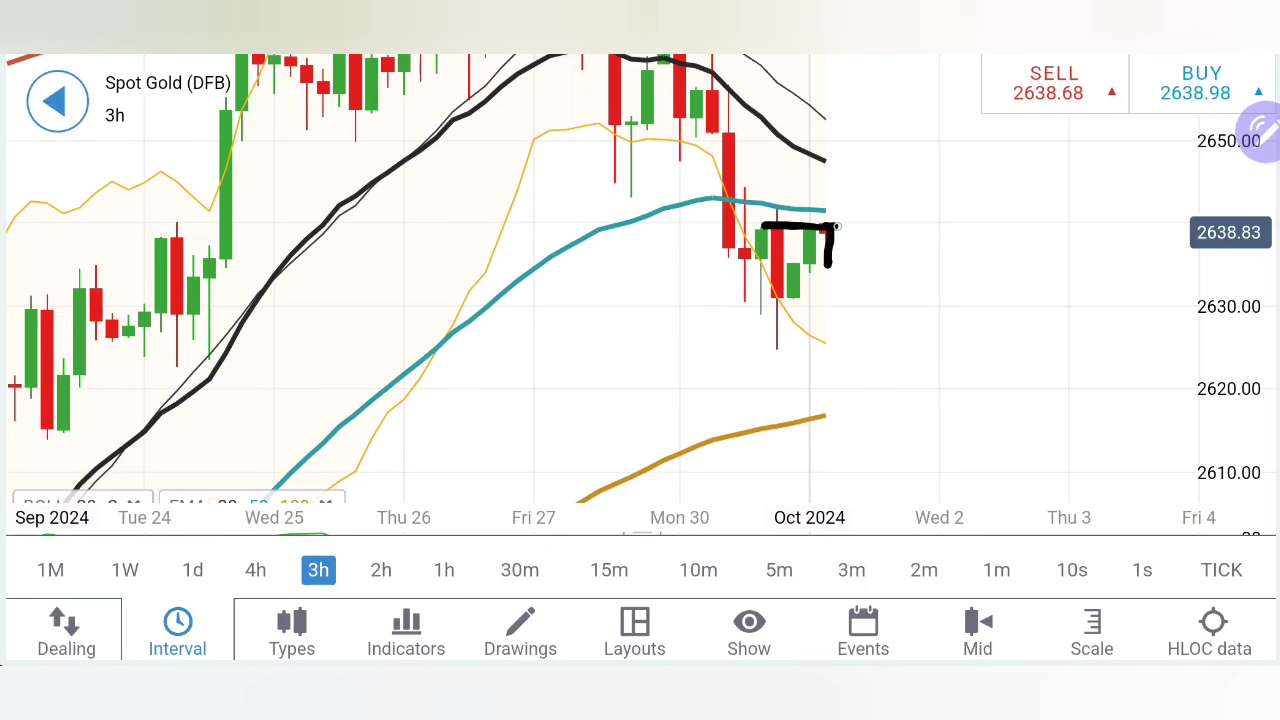 Spot Gold (DFB)
3h
SELL
2638.68
BUY
2638.98
2650.00
2638.83
2630.00
2620.00
2610.00
Sep 2024 Tue 24 Wed 25 Thu 26 Fri 27 Mon 30 Oct 2024 Wed 2 Thu 3 Fri 4
1M 1W 1d 4h 3h 2h 1h 30m 15m 10m 5m 3m 2m 1m 10s 1s TICK
Dealing Interval Types Indicators Drawings Layouts Show Events Mid Scale HLOC data